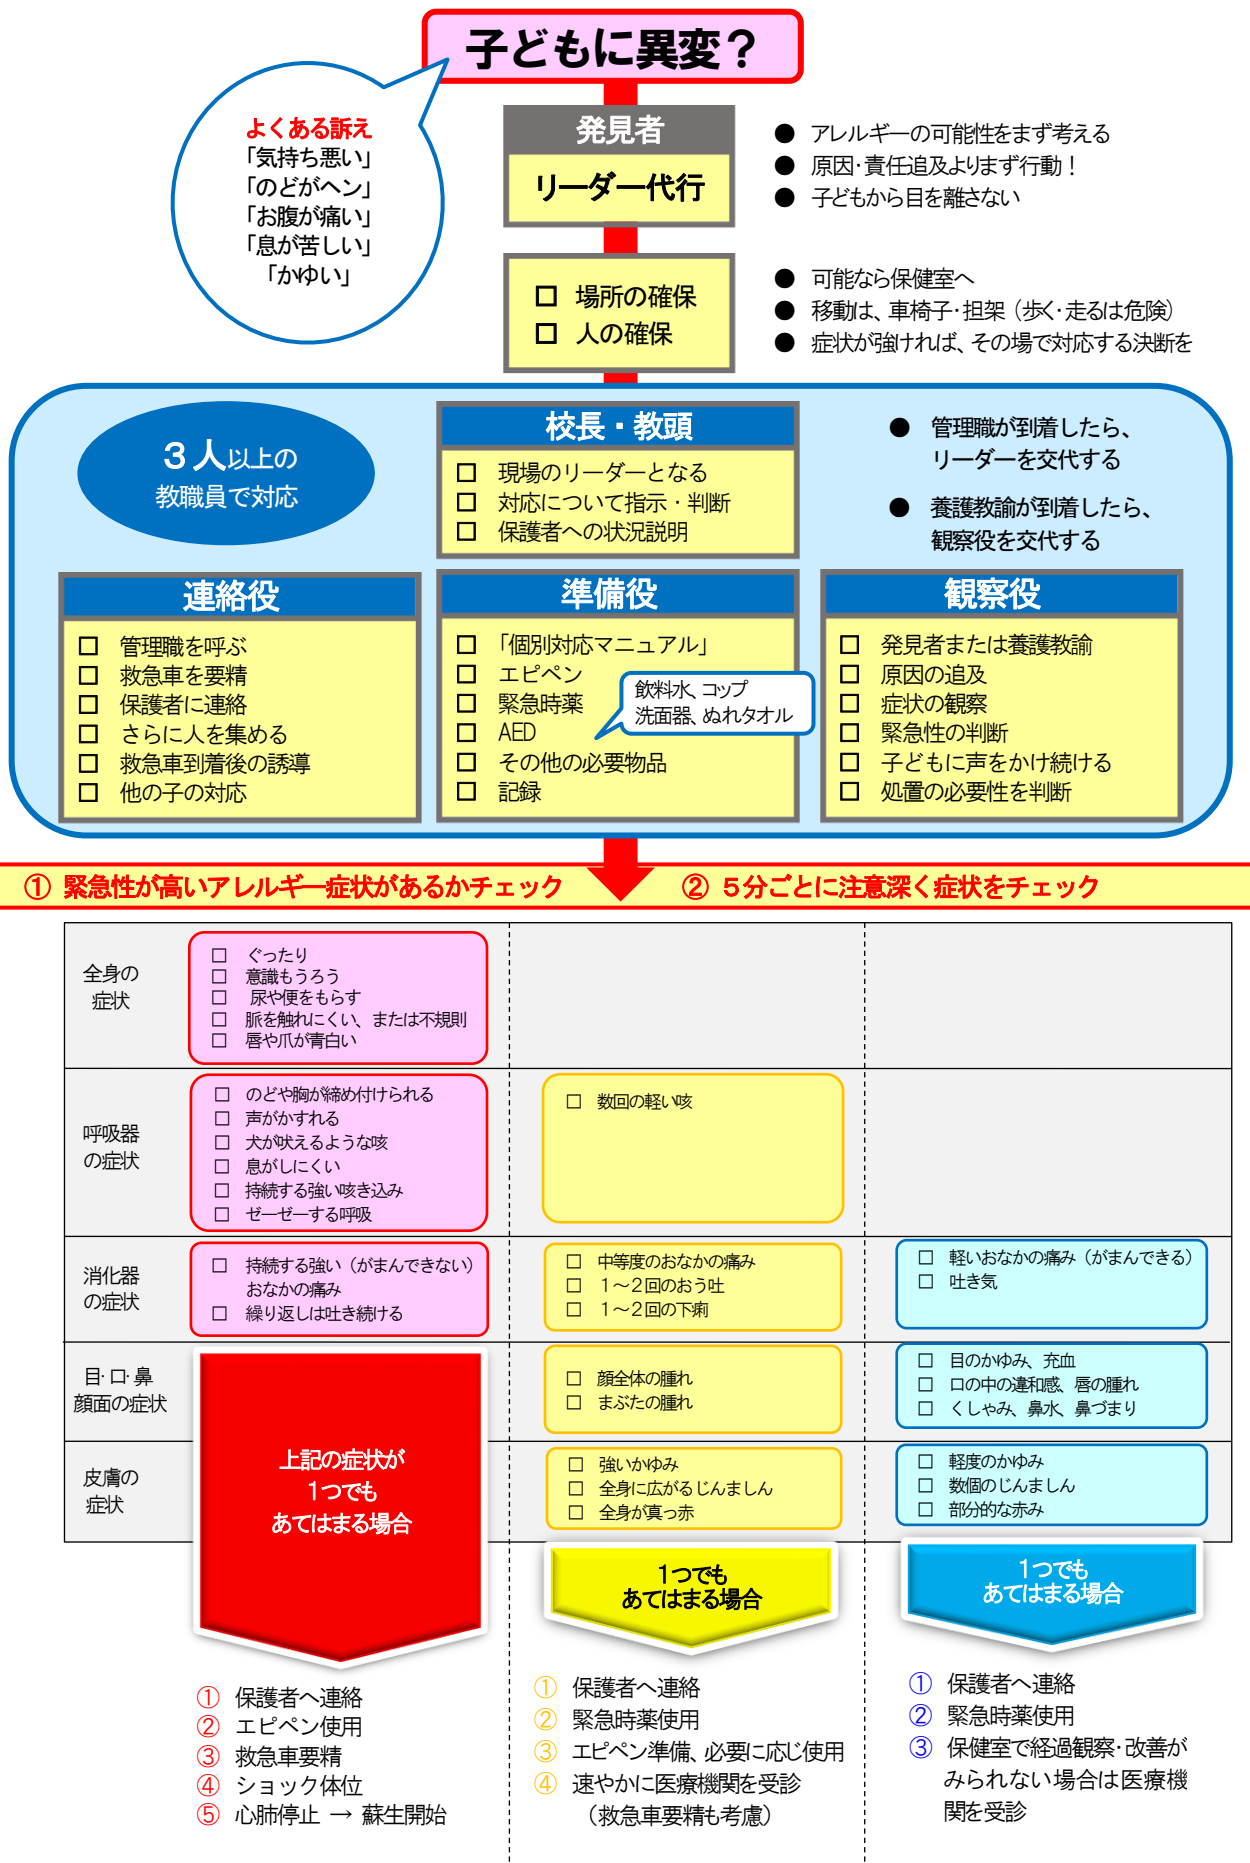 子どもに異変？
よくある訴え
「気持ち悪い」
「のどがヘン」
「お腹が痛い」
「息が苦しい」
「かゆい」
発見者
リーダー代行
● アレルギーの可能性をまず考える
● 原因・責任追及よりまず行動！
● 子どもから目を離さない
□ 場所の確保
□ 人の確保
● 可能なら保健室へ
● 移動は、車椅子・担架（歩く・走るは危険）
● 症状が強ければ、その場で対応する決断を
３人以上の
教職員で対応
校長・教頭
□ 現場のリーダーとなる
□ 対応について指示・判断
□ 保護者への状況説明
● 管理職が到着したら、
リーダーを交代する
● 養護教諭が到着したら、
観察役を交代する
連絡役
□ 管理職を呼ぶ
□ 救急車を要精
□ 保護者に連絡
□ さらに人を集める
□ 救急車到着後の誘導
□ 他の子の対応
準備役
□ 「個別対応マニュアル」
□ エピペン
□ 緊急時薬
□ AED
□ その他の必要物品
□ 記録
飲料水、コップ
洗面器、ぬれタオル
観察役
□ 発見者または養護教諭
□ 原因の追及
□ 症状の観察
□ 緊急性の判断
□ 子どもに声をかけ続ける
□ 処置の必要性を判断
① 緊急性が高いアレルギー症状があるかチェック
② ５分ごとに注意深く症状をチェック
全身の
症状
□ ぐったり
□ 意識もうろう
□ 尿や便をもらす
□ 脈を触れにくい、または不規則
□ 唇や爪が青白い
呼吸器
の症状
□ のどや胸が締め付けられる
□ 声がかすれる
□ 犬が吠えるような咳
□ 息がしにくい
□ 持続する強い咳き込み
□ ゼーゼーする呼吸
□ 数回の軽い咳
消化器
の症状
□ 持続する強い（がまんできない）
おなかの痛み
□ 繰り返しは吐き続ける
□ 中等度のおなかの痛み
□ １～２回のおう吐
□ １～２回の下痢
□ 軽いおなかの痛み（がまんできる）
□ 吐き気
目・口・鼻
顔面の症状
□ 顔全体の腫れ
□ まぶたの腫れ
□ 目のかゆみ、充血
□ 口の中の違和感、唇の腫れ
□ くしゃみ、鼻水、鼻づまり
皮膚の
症状
□ 強いかゆみ
□ 全身に広がるじんましん
□ 全身が真っ赤
□ 軽度のかゆみ
□ 数個のじんましん
□ 部分的な赤み
上記の症状が
１つでも
あてはまる場合
１つでも
あてはまる場合
１つでも
あてはまる場合
① 保護者へ連絡
② エピペン使用
③ 救急車要精
④ ショック体位
⑤ 心肺停止 → 蘇生開始
① 保護者へ連絡
② 緊急時薬使用
③ エピペン準備、必要に応じ使用
④ 速やかに医療機関を受診
（救急車要精も考慮）
① 保護者へ連絡
② 緊急時薬使用
③ 保健室で経過観察・改善が
みられない場合は医療機
関を受診